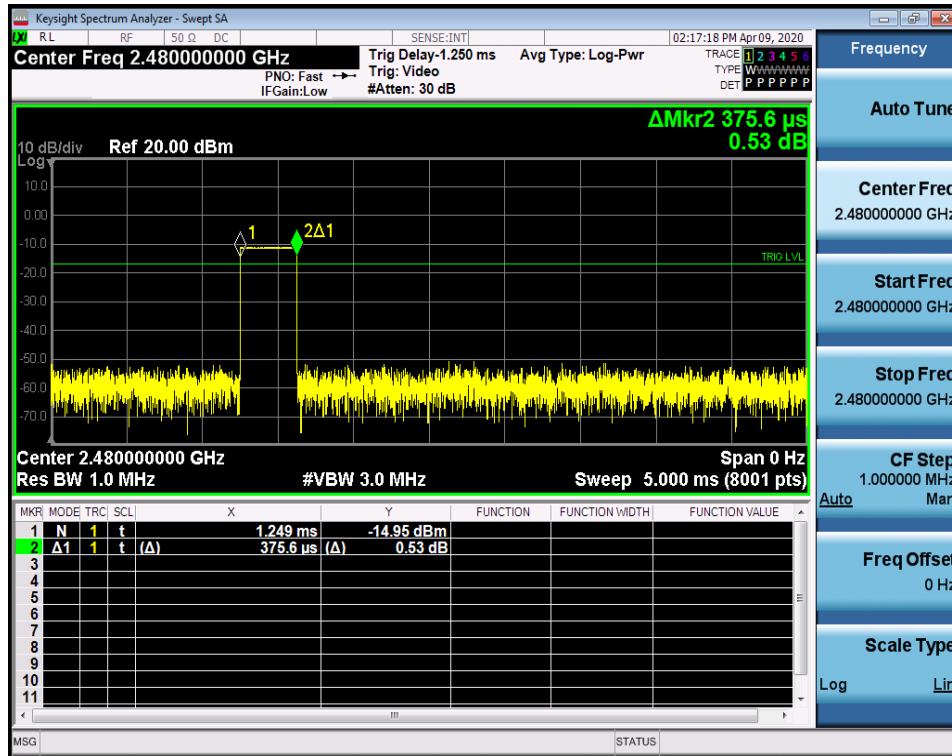 Keysight Spectrum Analyzer - Swept SA
LXI RL RF 50 Ω DC SENSE:INT 02:17:18 PM Apr 09, 2020
Center Freq 2.480000000 GHz
PNO: Fast
IFGain:Low
Trig Delay-1.250 ms
Trig: Video
#Atten: 30 dB
Avg Type: Log-Pwr
TRACE 1 2 3 4 5 6
TYPE WWWWWW
DET P P P P P P
ΔMkr2 375.6 µs
0.53 dB
10 dB/div Ref 20.00 dBm
Log
10.0
0.00
-10.0
-20.0
-30.0
-40.0
-50.0
-60.0
-70.0
1
2Δ1
TRIG LVL
Center 2.480000000 GHz Span 0 Hz
Res BW 1.0 MHz #VBW 3.0 MHz Sweep 5.000 ms (8001 pts)
MKR MODE TRC SCL X Y FUNCTION FUNCTION WIDTH FUNCTION VALUE
1 N 1 t 1.249 ms -14.95 dBm
2 Δ1 1 t (Δ) 375.6 µs (Δ) 0.53 dB
3
4
5
6
7
8
9
10
11
MSG STATUS
Frequency
Auto Tune
Center Freq
2.480000000 GHz
Start Freq
2.480000000 GHz
Stop Freq
2.480000000 GHz
CF Step
1.000000 MHz
Auto Man
Freq Offset
0 Hz
Scale Type
Log Lin